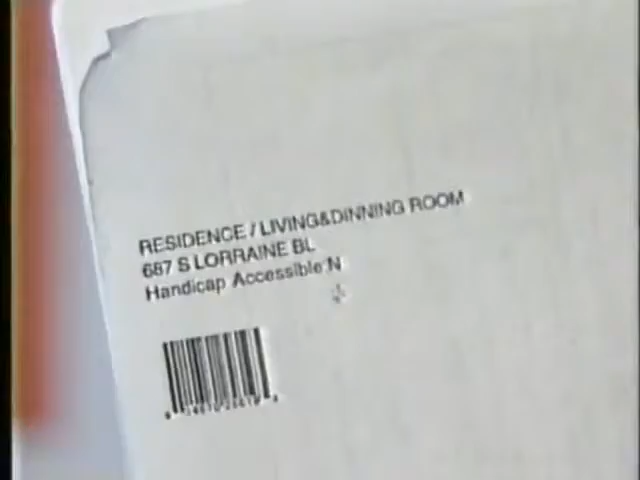 RESIDENCE / LIVING&DINNING ROOM
687 S LORRAINE BL
Handicap Accessible N